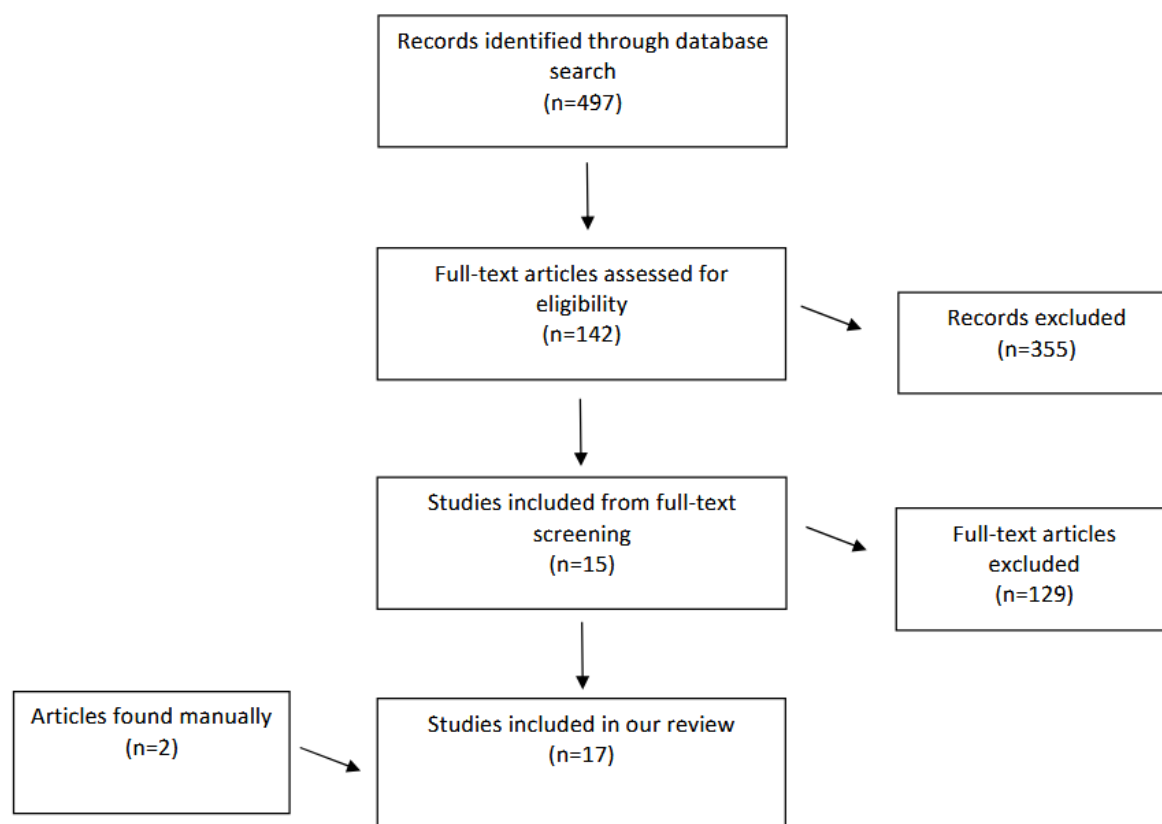 Records identified through database
search
(n=497)
Full-text articles assessed for
eligibility
(n=142)
Records excluded
(n=355)
Studies included from full-text
screening
(n=15)
Full-text articles
excluded
(n=129)
Articles found manually
(n=2)
Studies included in our review
(n=17)